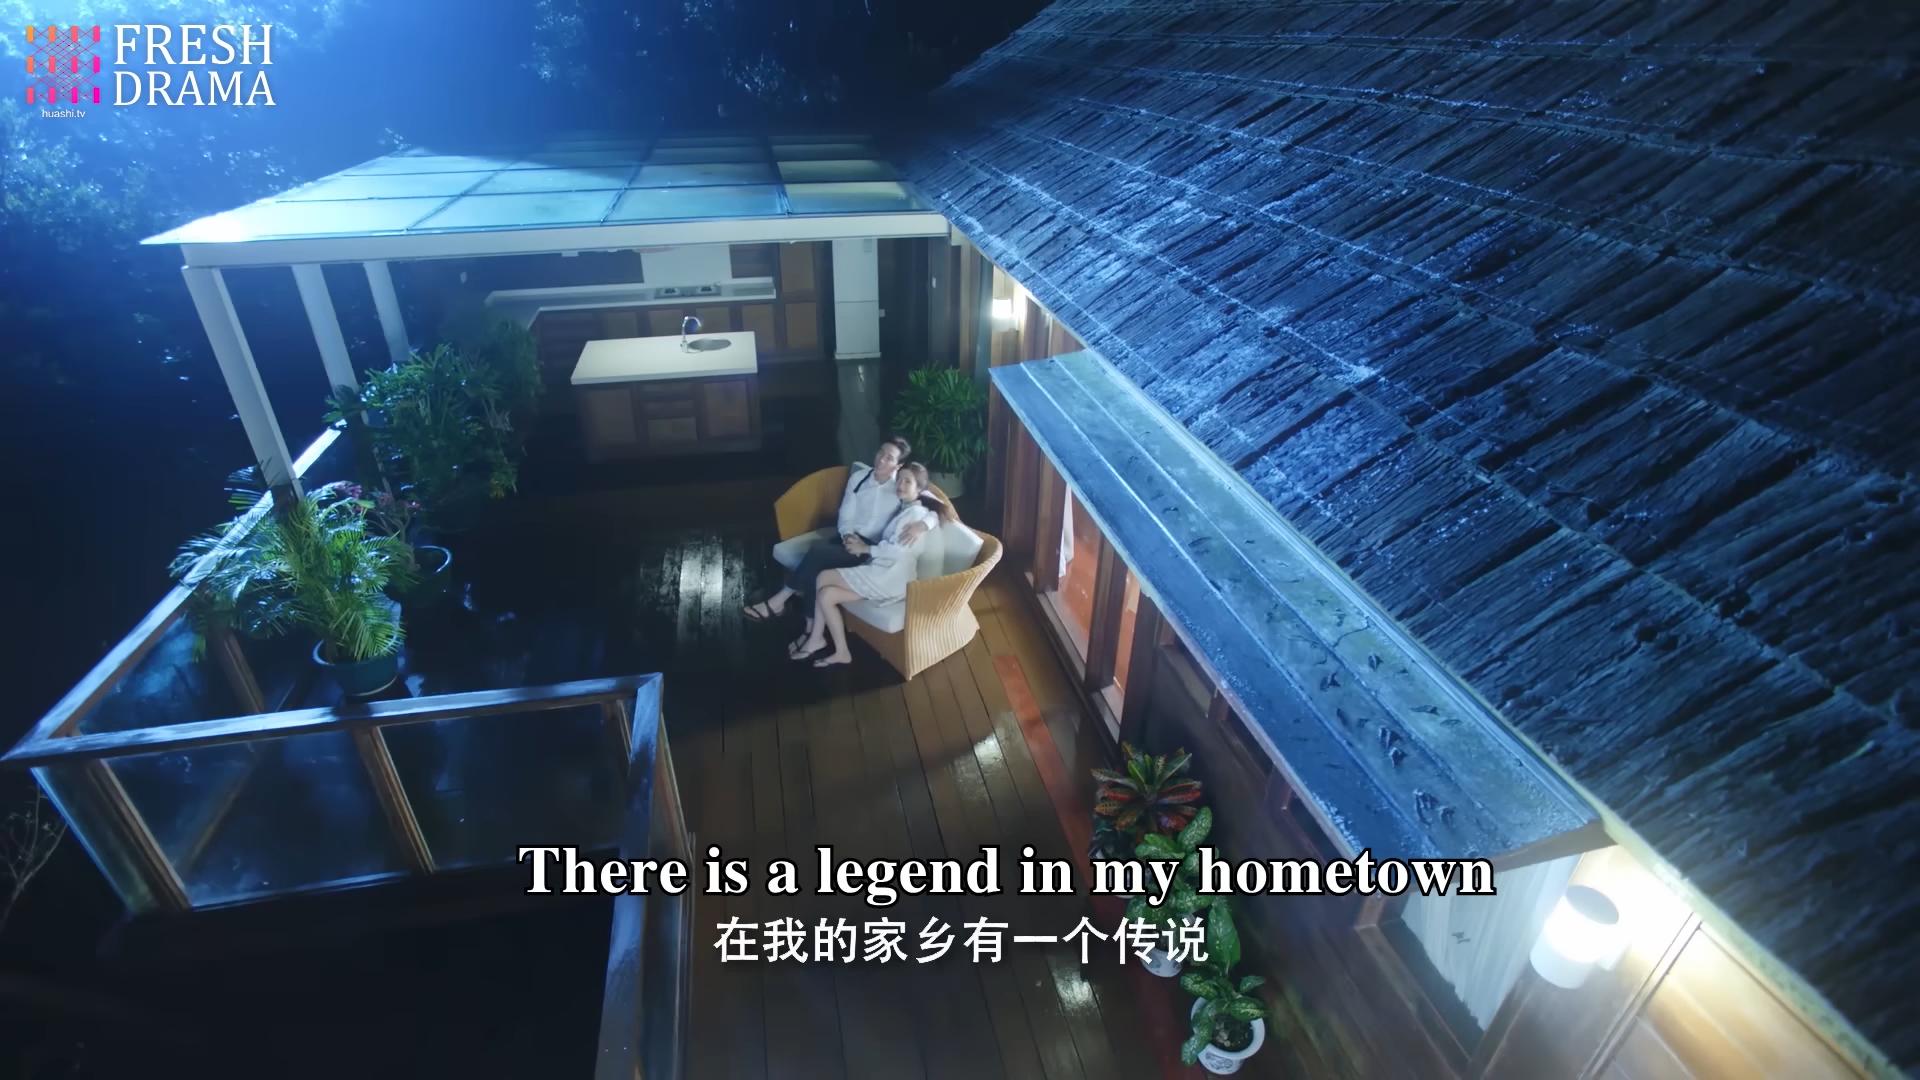 FRESH
DRAMA
huashi.tv
There is a legend in my hometown
在我的家乡有一个传说